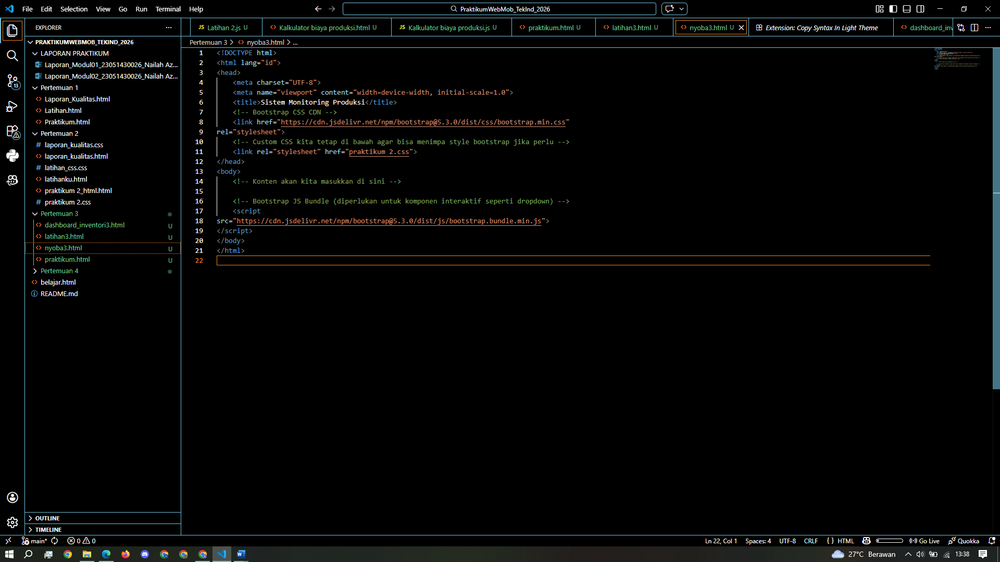 File Edit Selection View Go Run Terminal Help
PraktikumWebMob_TekInd_2026
EXPLORER
Latihan 2.js U
Kalkulator biaya produksi.html U
JS Kalkulator biaya produksi.js U
praktikum.html U
latihan3.html U
nyoba3.html U
Extension: Copy Syntax In Light Theme
dashboard_inv
PRAKTIKUMWEBMOB_TEKIND_2026
LAPORAN PRAKTIKUM
Laporan_Modul01_23051430026_Nailah Az...
Laporan_Modul02_23051430026_Nailah Az...
Pertemuan 1
Laporan_Kualitas.html
Latihan.html
Praktikum.html
Pertemuan 2
# laporan_kualitas.css
laporan_kualitas.html
# latihan_css.css
latihanku.html
praktikum 2_html.html
# praktikum 2.css
Pertemuan 3
dashboard_inventori3.html U
latihan3.html U
nyoba3.html U
praktikum.html U
Pertemuan 4
belajar.html
README.md
OUTLINE
TIMELINE
13
Pertemuan 3 > nyoba3.html > ...
1 <!DOCTYPE html>
2 <html lang="id">
3 <head>
4 <meta charset="UTF-8">
5 <meta name="viewport" content="width=device-width, initial-scale=1.0">
6 <title>Sistem Monitoring Produksi</title>
7 <!-- Bootstrap CSS CDN -->
8 <link href="https://cdn.jsdelivr.net/npm/bootstrap@5.3.0/dist/css/bootstrap.min.css"
9 rel="stylesheet">
10 <!-- Custom CSS kita tetap di bawah agar bisa menimpa style bootstrap jika perlu -->
11 <link rel="stylesheet" href="praktikum 2.css">
12 </head>
13 <body>
14 <!-- Konten akan kita masukkan di sini -->
15
16 <!-- Bootstrap JS Bundle (diperlukan untuk komponen interaktif seperti dropdown) -->
17 <script
18 src="https://cdn.jsdelivr.net/npm/bootstrap@5.3.0/dist/js/bootstrap.bundle.min.js">
19 </script>
20 </body>
21 </html>
22
main* 0 0
Ln 22, Col 1 Spaces: 4 UTF-8 CRLF { } HTML Go Live Quokka
27°C Berawan 13:38